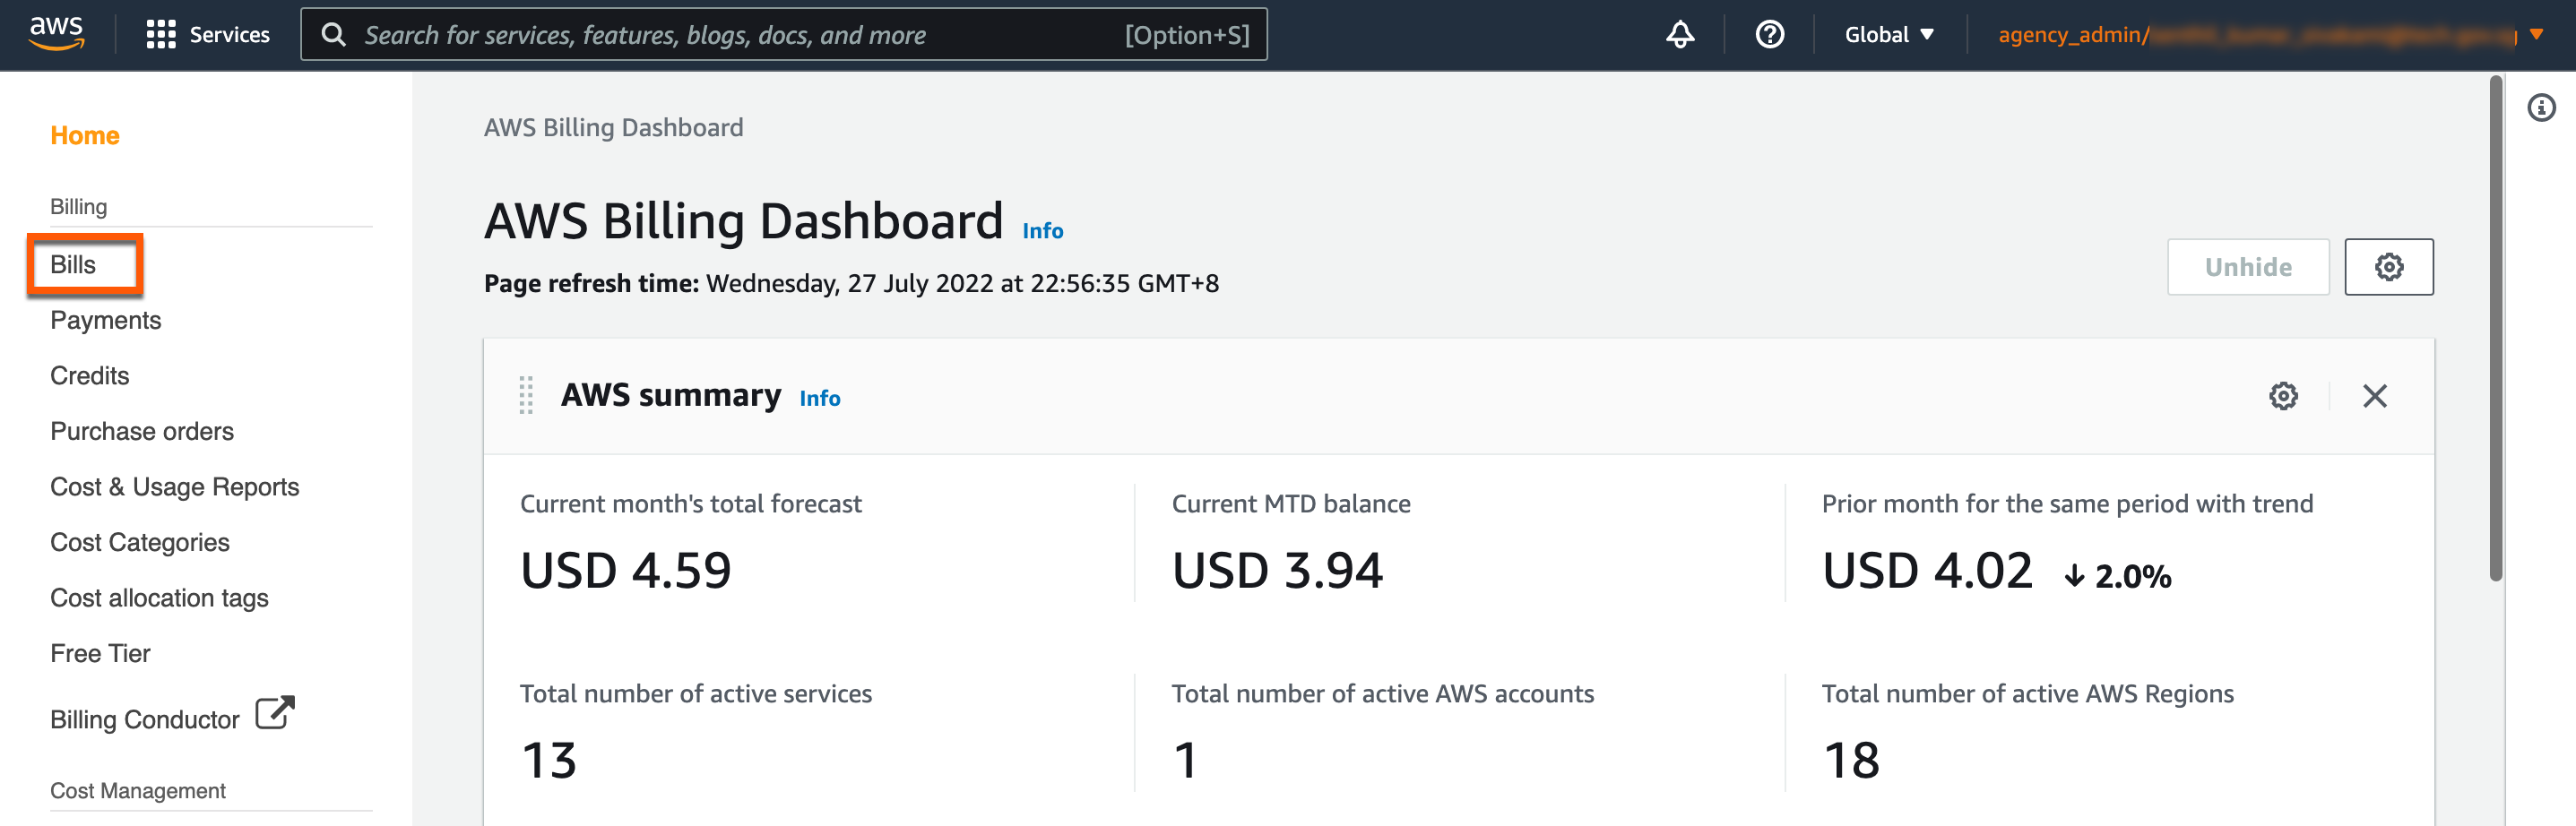 aws Services Search for services, features, blogs, docs, and more [Option+S] Global agency_admin/
Home
Billing
Bills
Payments
Credits
Purchase orders
Cost & Usage Reports
Cost Categories
Cost allocation tags
Free Tier
Billing Conductor
Cost Management
AWS Billing Dashboard
AWS Billing Dashboard Info
Page refresh time: Wednesday, 27 July 2022 at 22:56:35 GMT+8
Unhide
AWS summary Info
Current month's total forecast
USD 4.59
Current MTD balance
USD 3.94
Prior month for the same period with trend
USD 4.02 ↓ 2.0%
Total number of active services
13
Total number of active AWS accounts
1
Total number of active AWS Regions
18